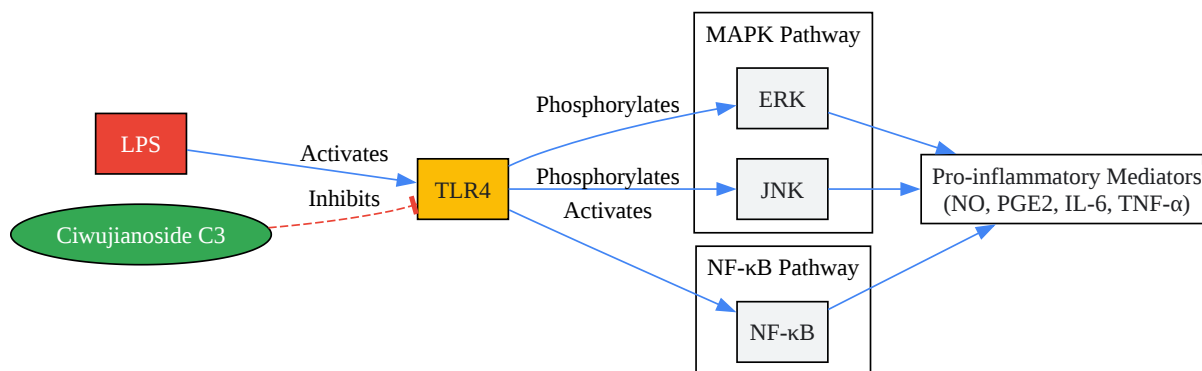 LPS
Ciwujianoside C3
Activates
Inhibits
TLR4
Phosphorylates
Phosphorylates
Activates
MAPK Pathway
ERK
JNK
NF-κB Pathway
NF-κB
Pro-inflammatory Mediators
(NO, PGE2, IL-6, TNF-α)